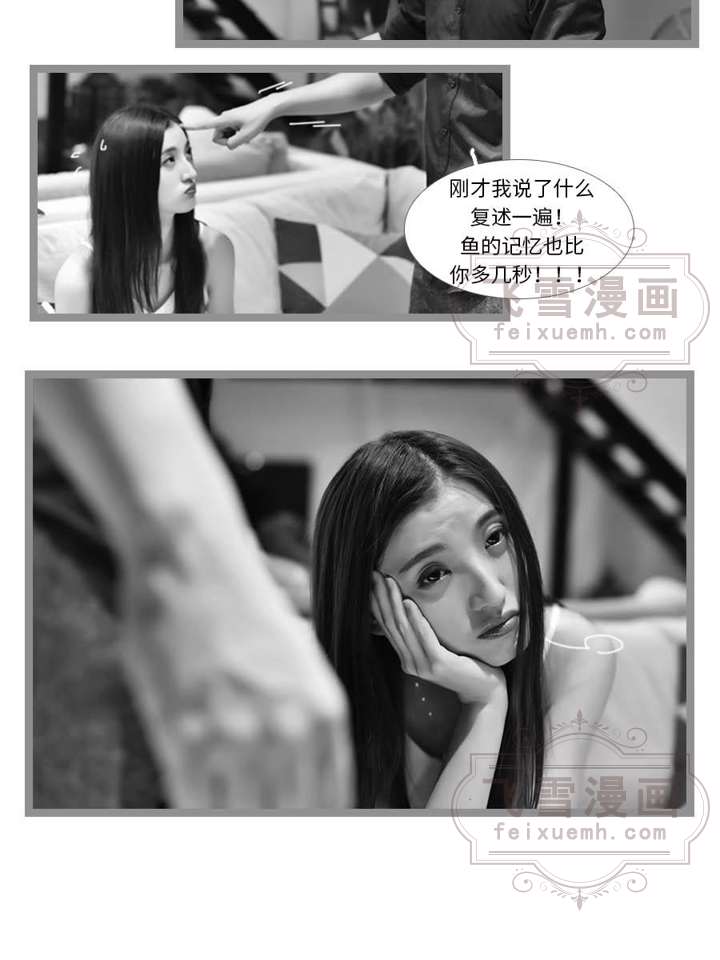 刚才我说了什么
复述一遍！
鱼的记忆也比
你多几秒！！！
飞雪漫画
feixuemh.com
飞雪漫画
feixuemh.com